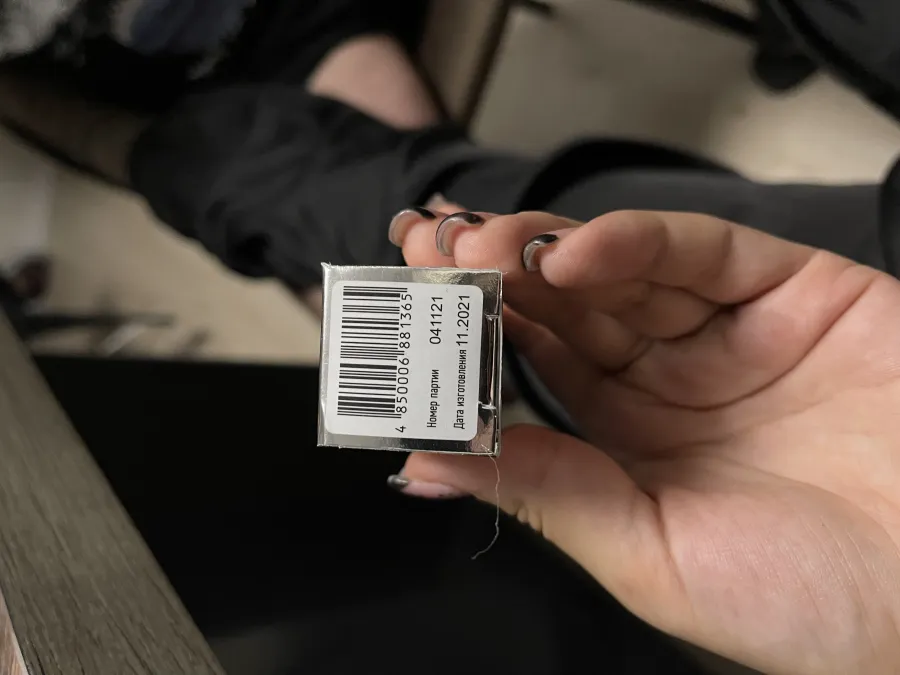 4 850006 881365
Номер партии 041121
Дата изготовления 11.2021